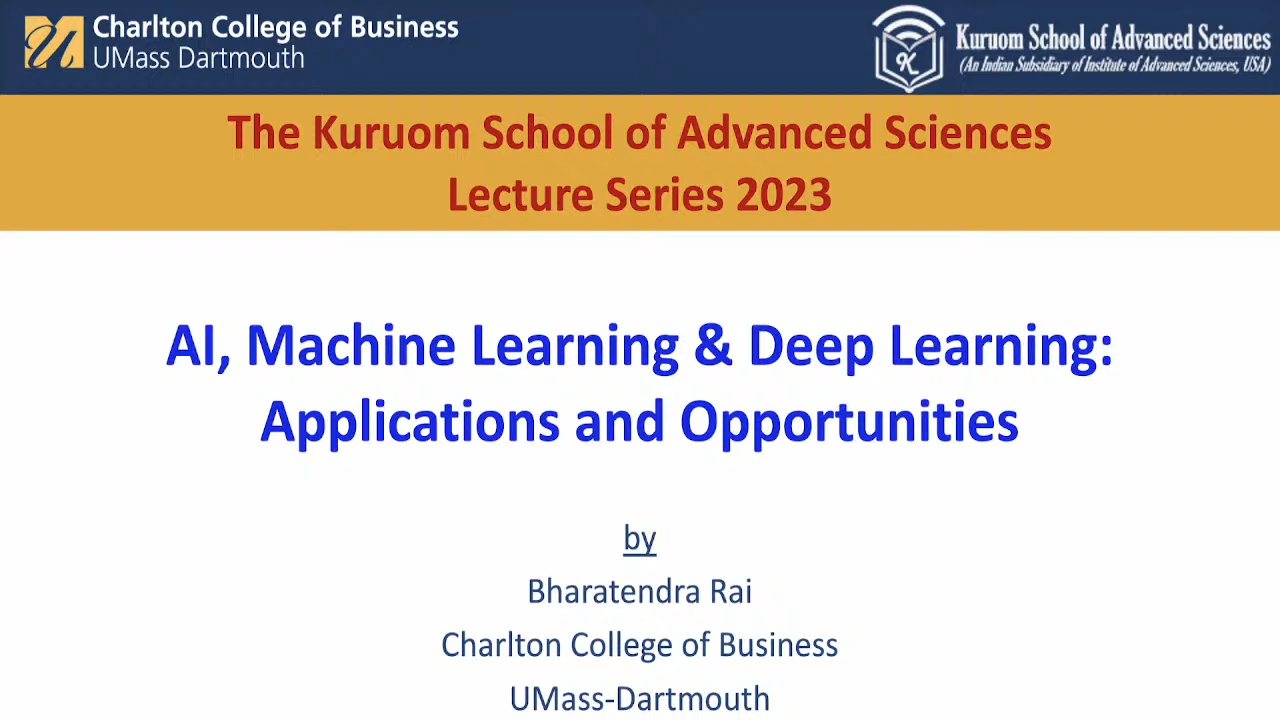 Charlton College of Business
UMass Dartmouth
K
Kuruom School of Advanced Sciences
(An Indian Subsidiary of Institute of Advanced Sciences, USA)
The Kuruom School of Advanced Sciences
Lecture Series 2023
AI, Machine Learning & Deep Learning:
Applications and Opportunities
by
Bharatendra Rai
Charlton College of Business
UMass-Dartmouth